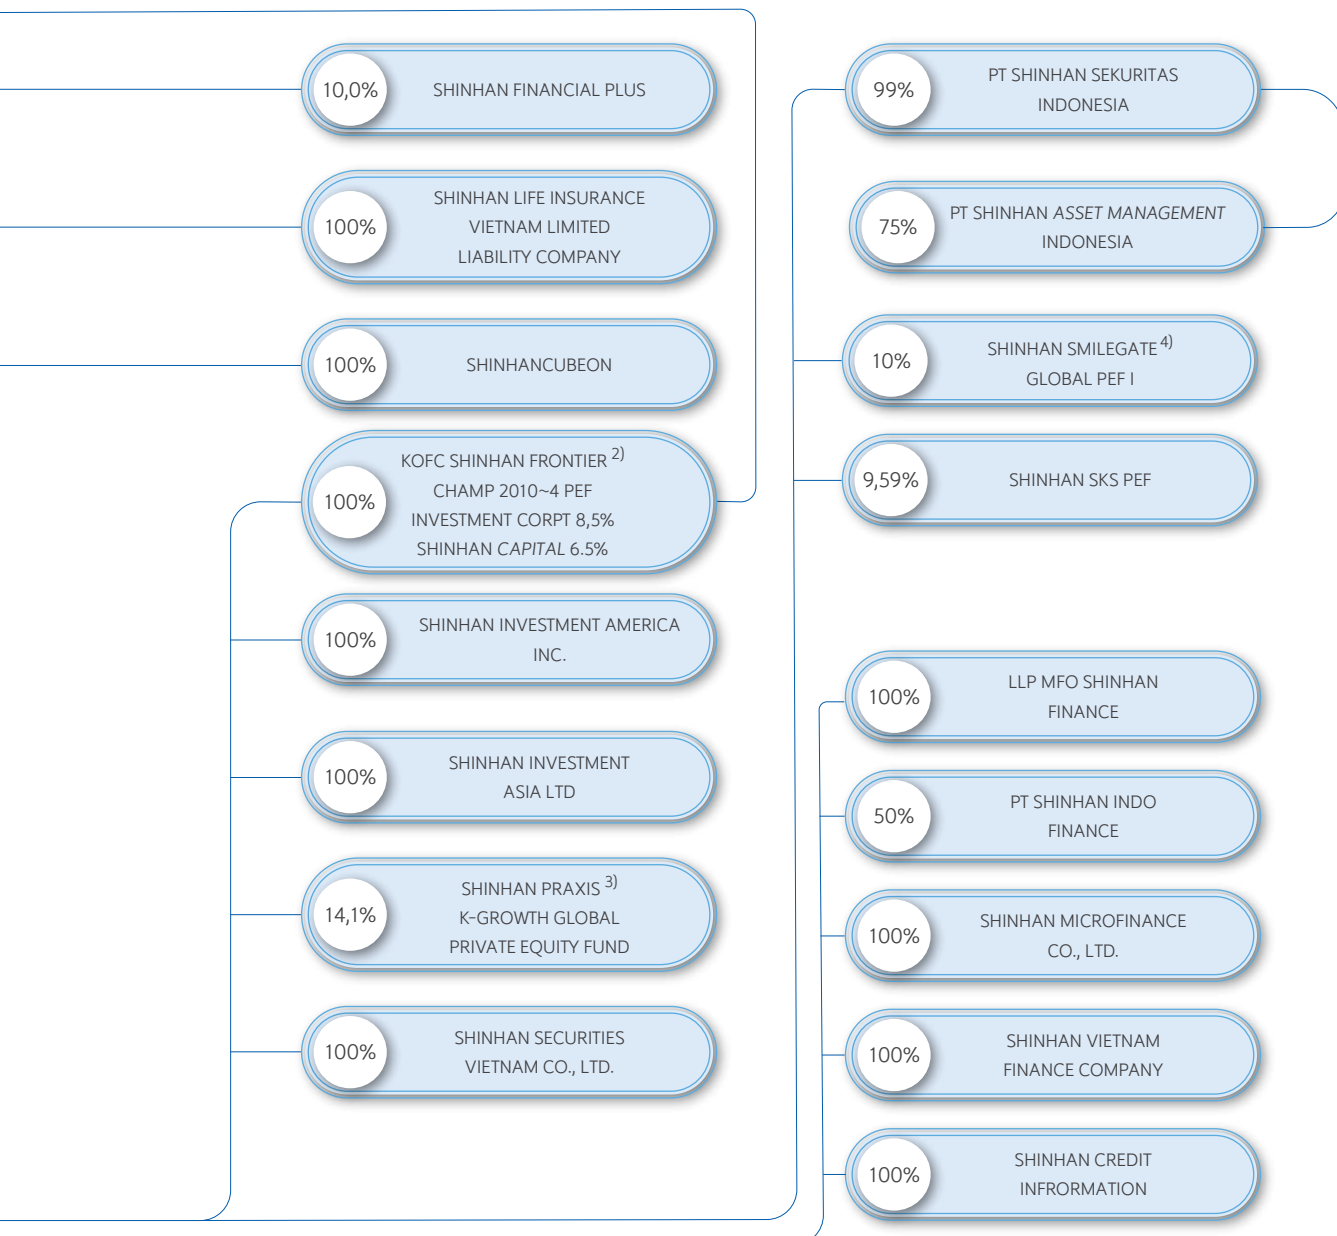 10,0%
SHINHAN FINANCIAL PLUS
100%
SHINHAN LIFE INSURANCE
VIETNAM LIMITED
LIABILITY COMPANY
100%
SHINHANCUBEON
100%
KOFC SHINHAN FRONTIER 2)
CHAMP 2010~4 PEF
INVESTMENT CORPT 8,5%
SHINHAN CAPITAL 6.5%
100%
SHINHAN INVESTMENT AMERICA
INC.
100%
SHINHAN INVESTMENT
ASIA LTD
14,1%
SHINHAN PRAXIS 3)
K-GROWTH GLOBAL
PRIVATE EQUITY FUND
100%
SHINHAN SECURITIES
VIETNAM CO., LTD.
99%
PT SHINHAN SEKURITAS
INDONESIA
75%
PT SHINHAN ASSET MANAGEMENT
INDONESIA
10%
SHINHAN SMILEGATE 4)
GLOBAL PEF I
9,59%
SHINHAN SKS PEF
100%
LLP MFO SHINHAN
FINANCE
50%
PT SHINHAN INDO
FINANCE
100%
SHINHAN MICROFINANCE
CO., LTD.
100%
SHINHAN VIETNAM
FINANCE COMPANY
100%
SHINHAN CREDIT
INFRORMATION